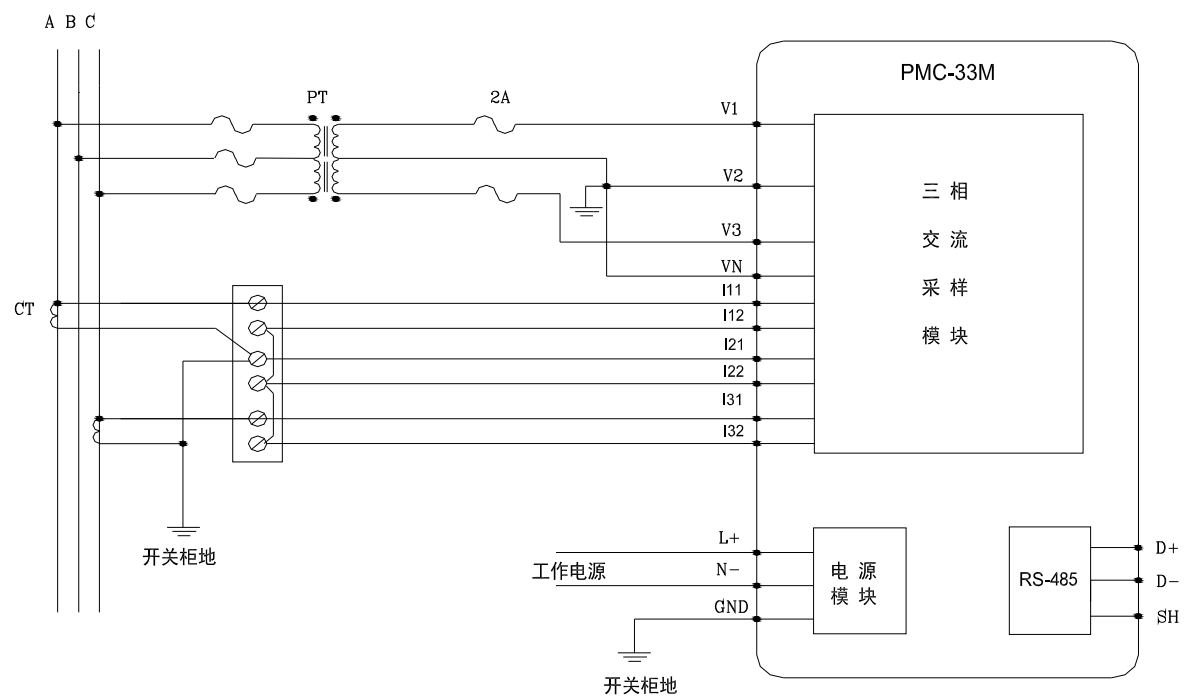 A B C
PMC-33M
PT
2A
V1
V2
V3
VN
CT
I11
I12
I21
I22
I31
I32
三相
交流
采样
模块
开关柜地
L+
工作电源
N-
GND
电源
模块
RS-485
D+
D-
SH
开关柜地